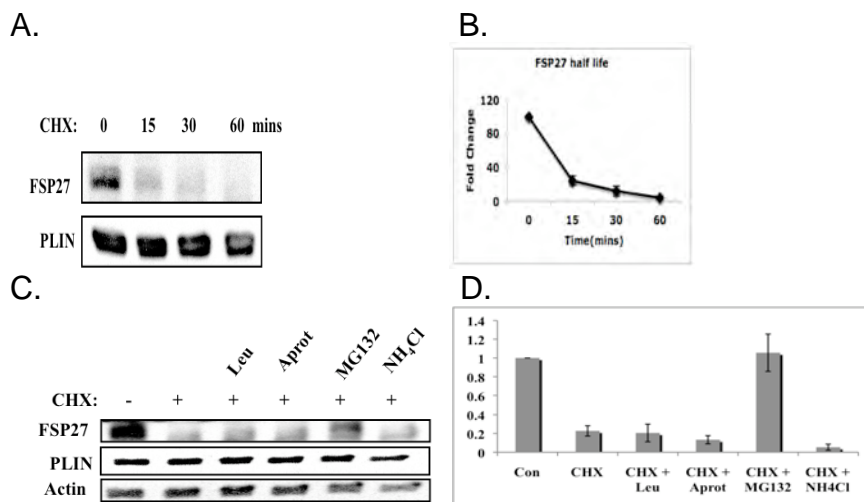 A.
CHX: 0 15 30 60 mins
FSP27
PLIN
B.
FSP27 half life
Fold Change
120
80
40
0
0 15 30 60
Time(mins)
C.
Leu Aprot MG132 NH₄Cl
CHX: - + + + + +
FSP27
PLIN
Actin
D.
1.4
1.2
1
0.8
0.6
0.4
0.2
0
Con CHX CHX + CHX + CHX + CHX +
Leu Aprot MG132 NH4Cl